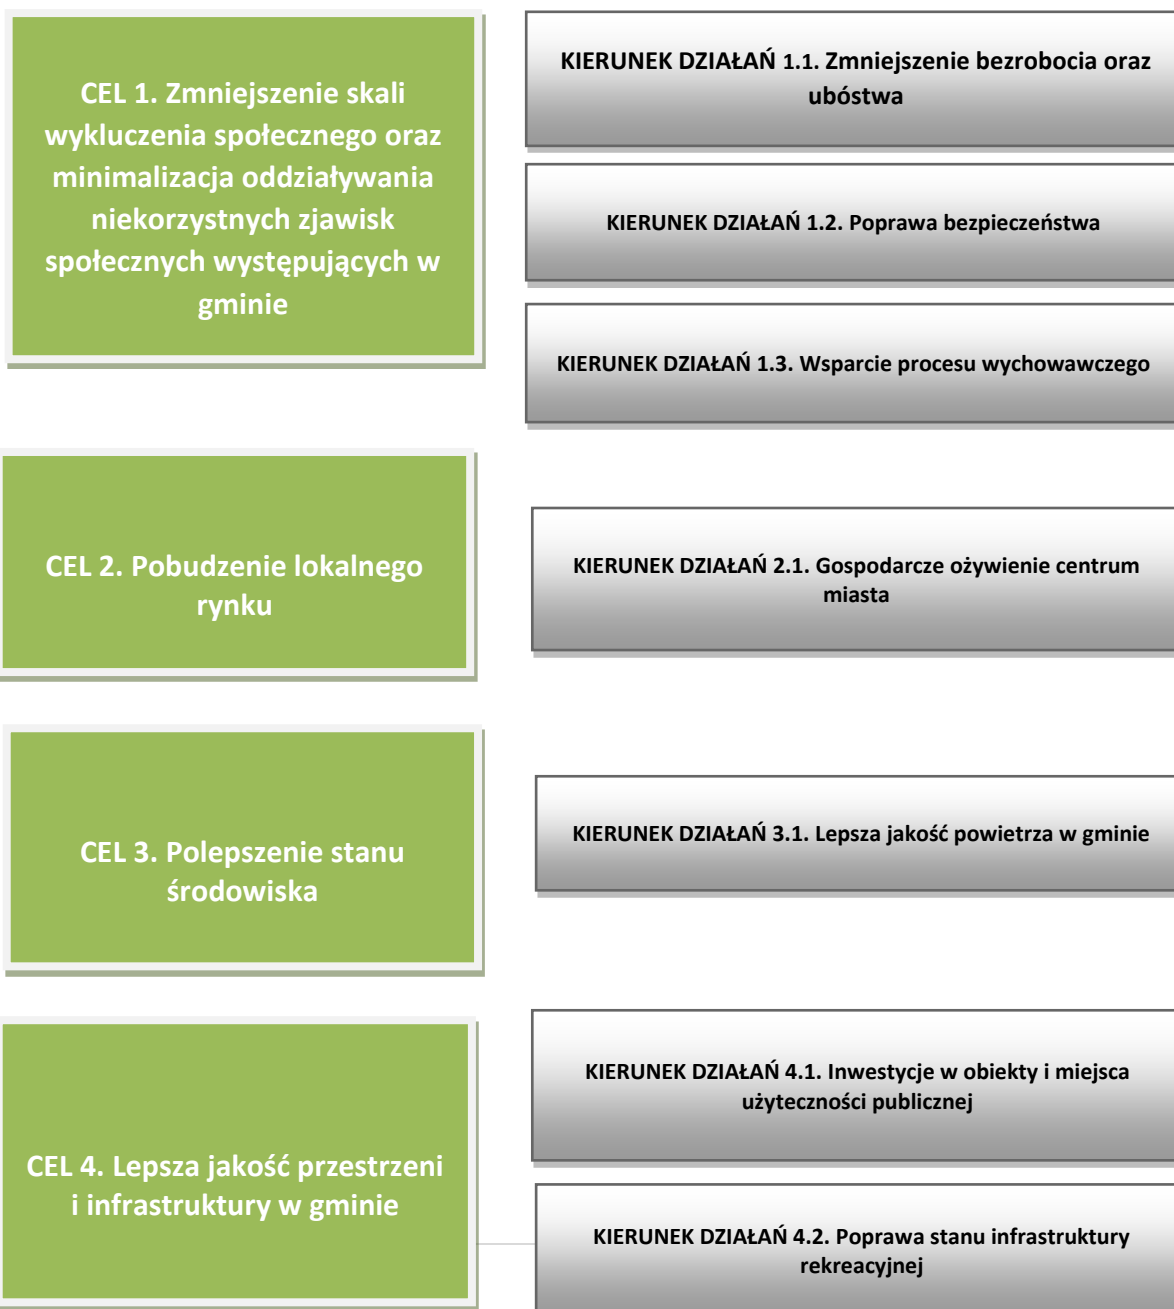 CEL 1. Zmniejszenie skali
wykluczenia społecznego oraz
minimalizacja oddziaływania
niekorzystnych zjawisk
społecznych występujących w
gminie
KIERUNEK DZIAŁAŃ 1.1. Zmniejszenie bezrobocia oraz
ubóstwa
KIERUNEK DZIAŁAŃ 1.2. Poprawa bezpieczeństwa
KIERUNEK DZIAŁAŃ 1.3. Wsparcie procesu wychowawczego
CEL 2. Pobudzenie lokalnego
rynku
KIERUNEK DZIAŁAŃ 2.1. Gospodarcze ożywienie centrum
miasta
CEL 3. Polepszenie stanu
środowiska
KIERUNEK DZIAŁAŃ 3.1. Lepsza jakość powietrza w gminie
CEL 4. Lepsza jakość przestrzeni
i infrastruktury w gminie
KIERUNEK DZIAŁAŃ 4.1. Inwestycje w obiekty i miejsca
użyteczności publicznej
KIERUNEK DZIAŁAŃ 4.2. Poprawa stanu infrastruktury
rekreacyjnej